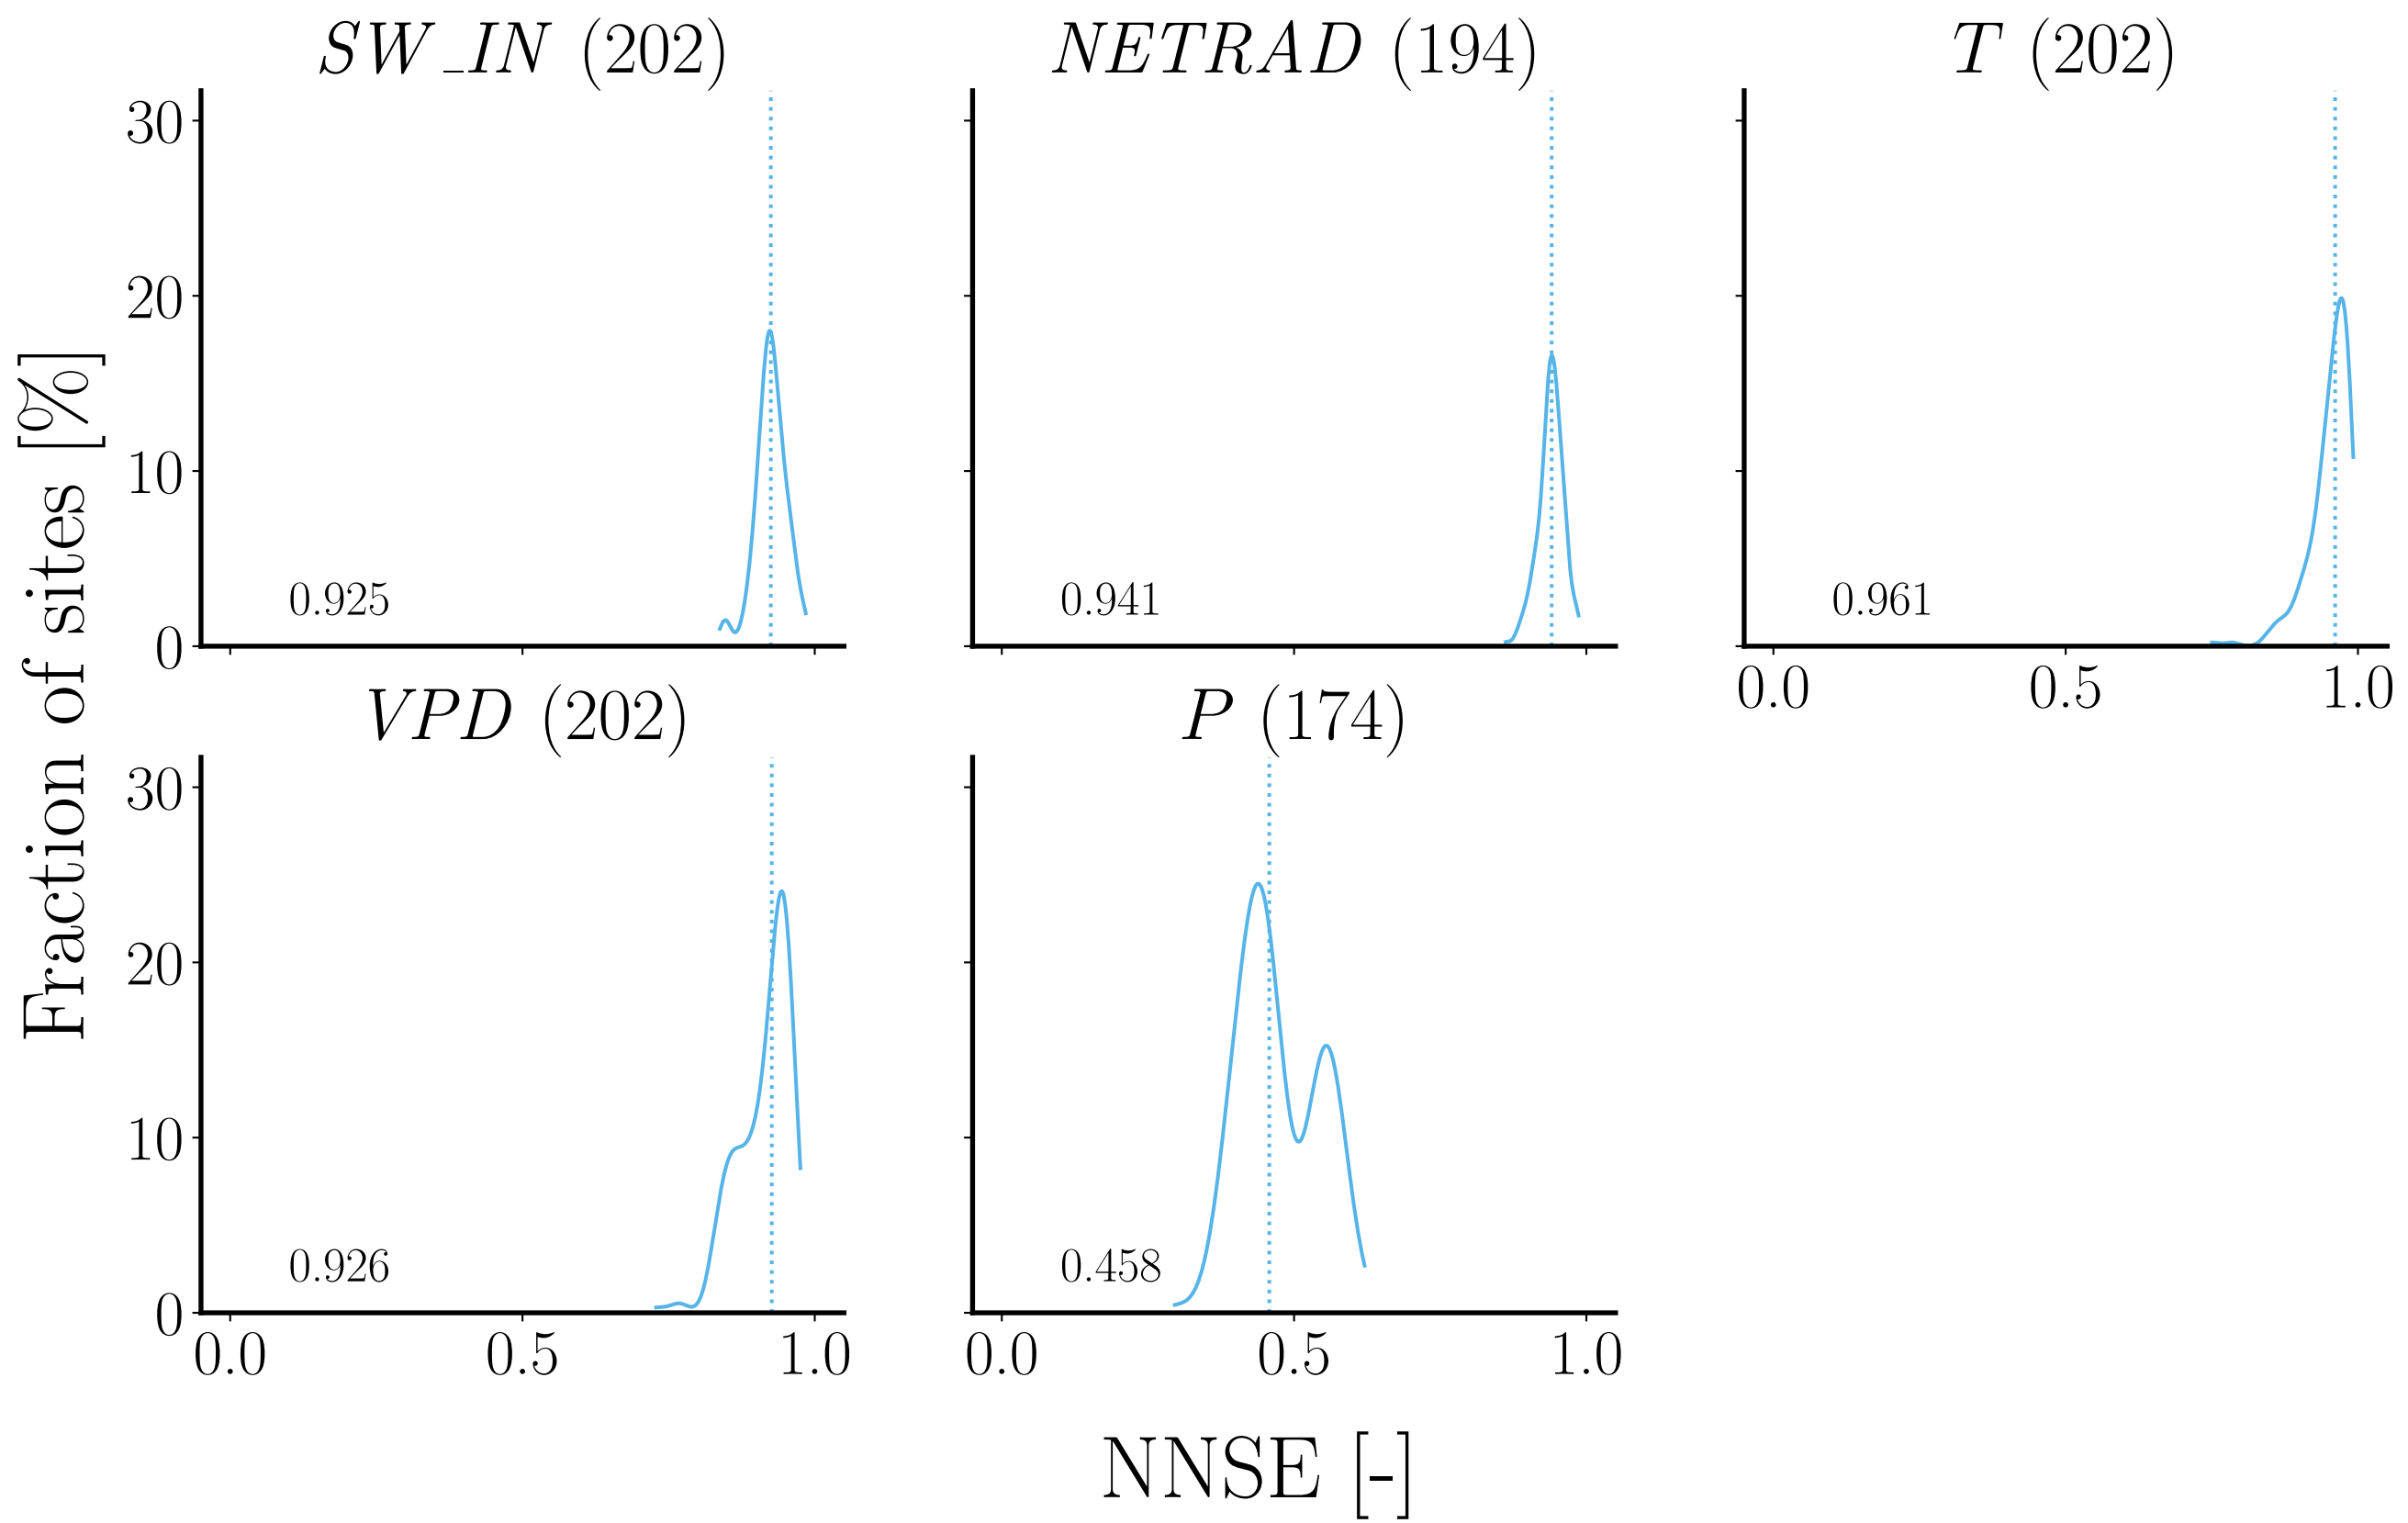 SW_IN (202)
NETRAD (194)
T (202)
30
20
10
0
0.925
0.941
0.961
0.0 0.5 1.0
VPD (202)
P (174)
30
20
10
0
0.926
0.458
0.0 0.5 1.0
0.0 0.5 1.0
Fraction of sites [%]
NNSE [-]